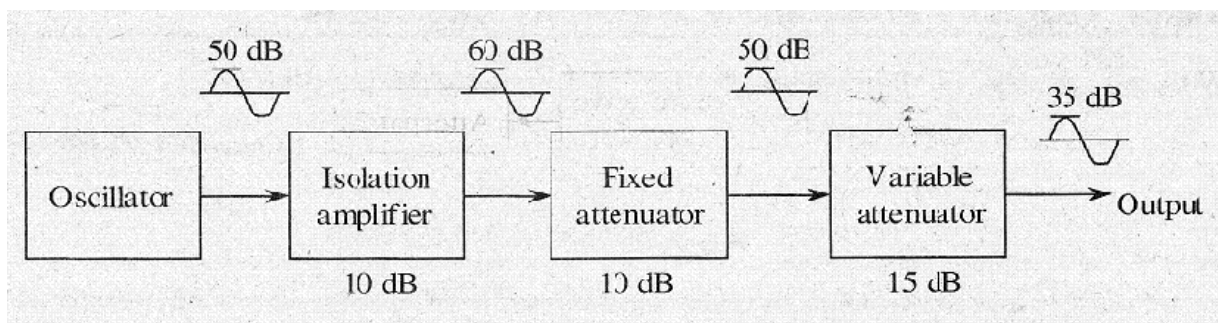 50 dB
60 dB
50 dB
35 dB
Oscillator
Isolation
amplifier
Fixed
attenuator
Variable
attenuator
Output
10 dB
10 dB
15 dB